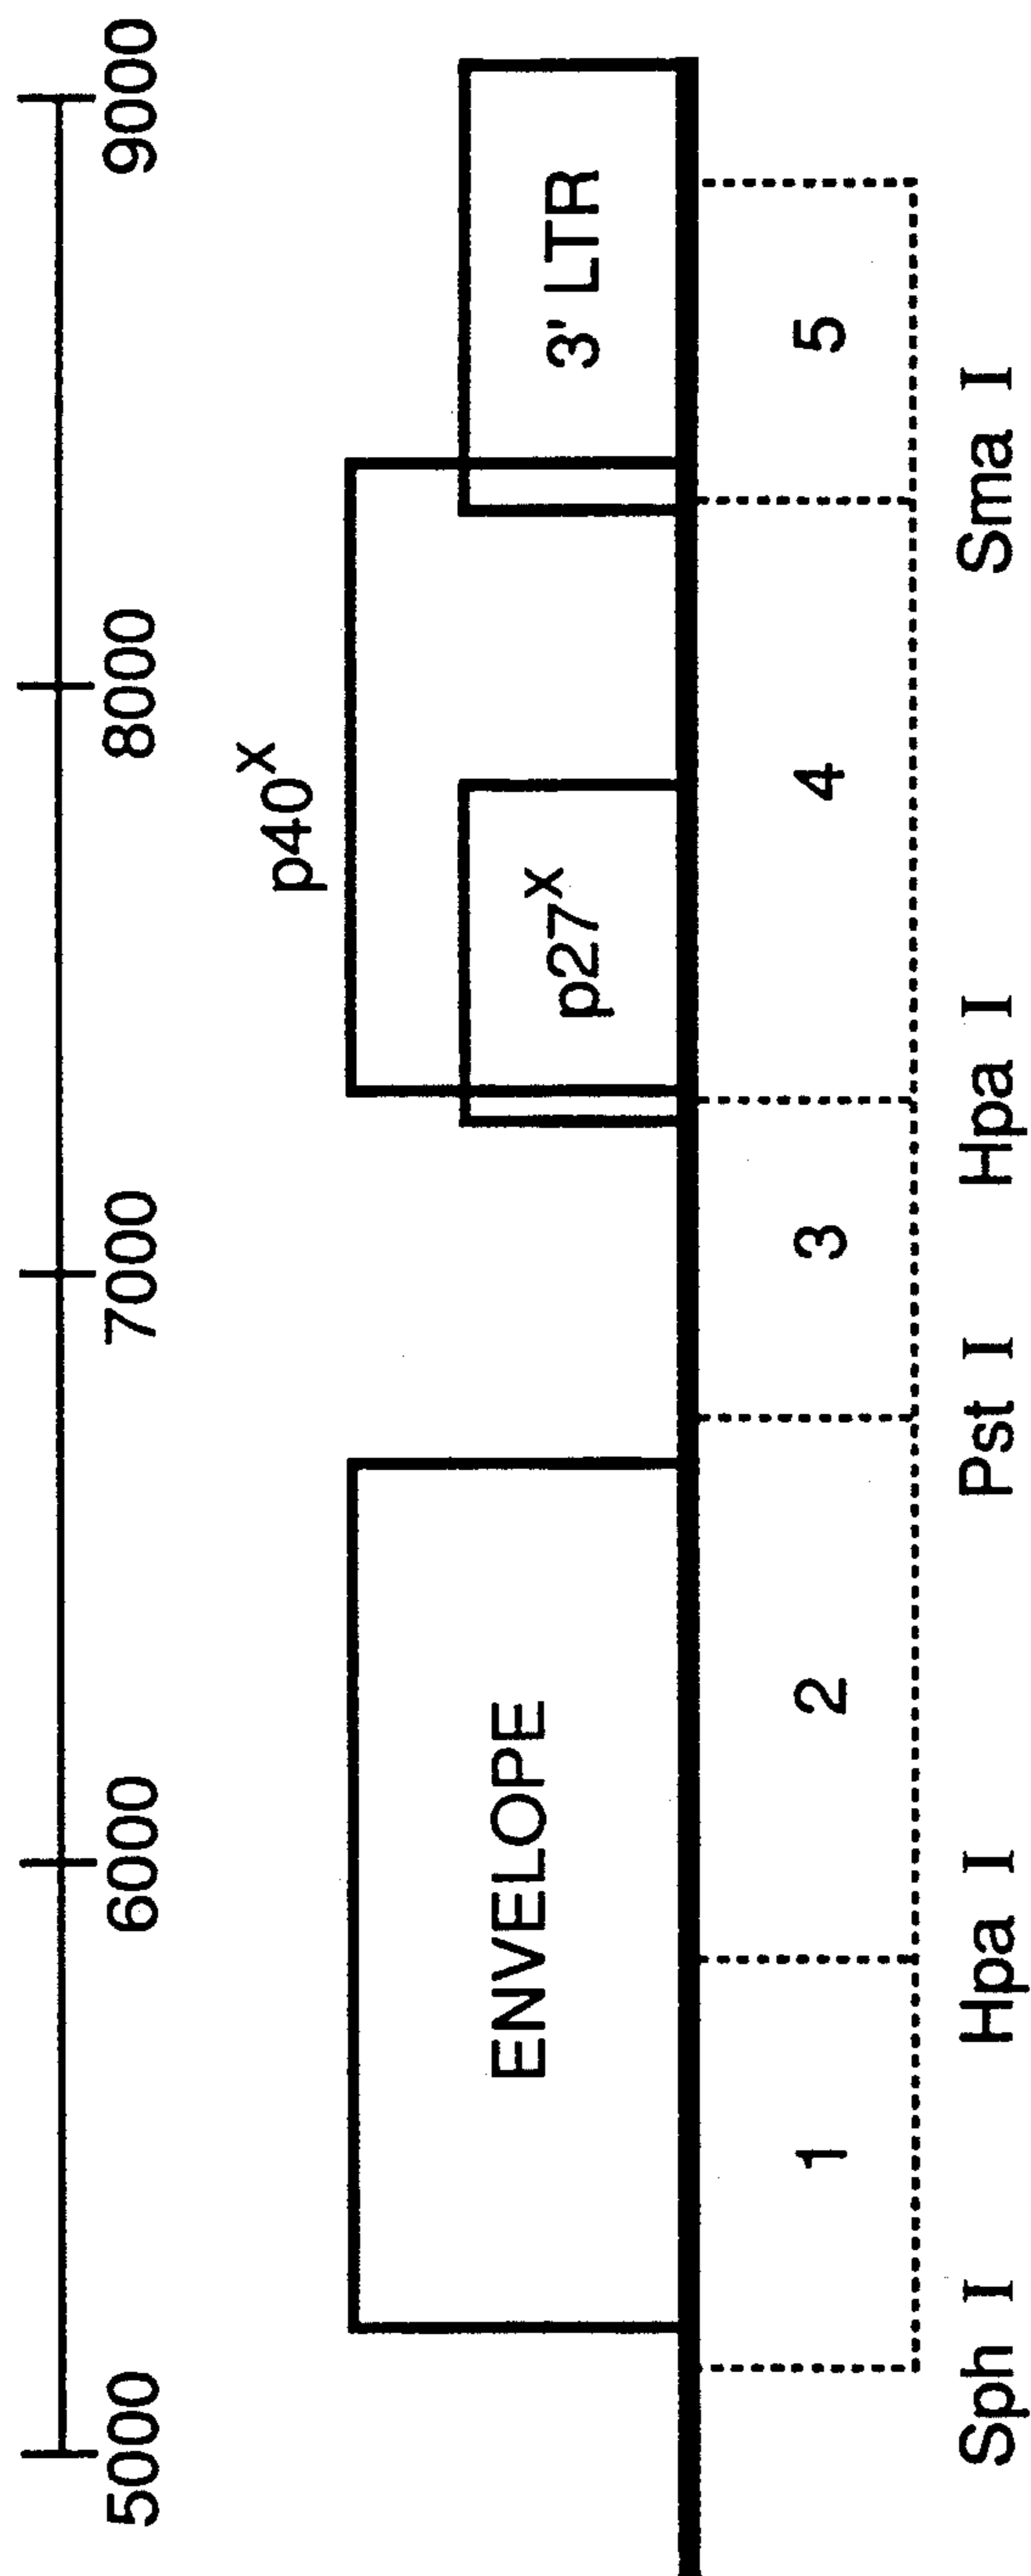 5000 6000 7000 8000 9000
p40X
ENVELOPE p27X 3' LTR
1 2 3 4 5
Sph I Hpa I Pst I Hpa I Sma I